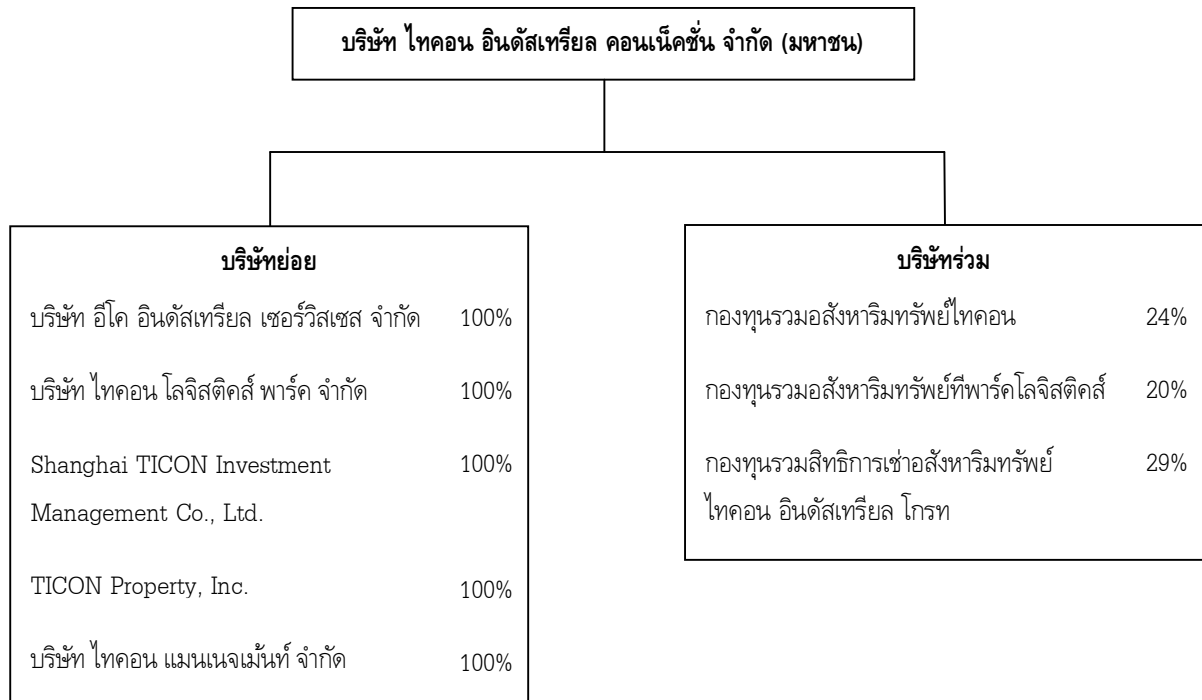 บริษัท ไทคอน อินดัสเทรียล คอนเน็คชั่น จำกัด (มหาชน)
บริษัทย่อย
บริษัท อีโค อินดัสเทรียล เซอร์วิสเซส จำกัด 100%
บริษัท ไทคอน โลจิสติคส์ พาร์ค จำกัด 100%
Shanghai TICON Investment 100%
Management Co., Ltd.
TICON Property, Inc. 100%
บริษัท ไทคอน แมนเนจเม้นท์ จำกัด 100%
บริษัทร่วม
กองทุนรวมอสังหาริมทรัพย์ไทคอน 24%
กองทุนรวมอสังหาริมทรัพย์ทีพาร์คโลจิสติคส์ 20%
กองทุนรวมสิทธิการเช่าอสังหาริมทรัพย์ 29%
ไทคอน อินดัสเทรียล โกรท